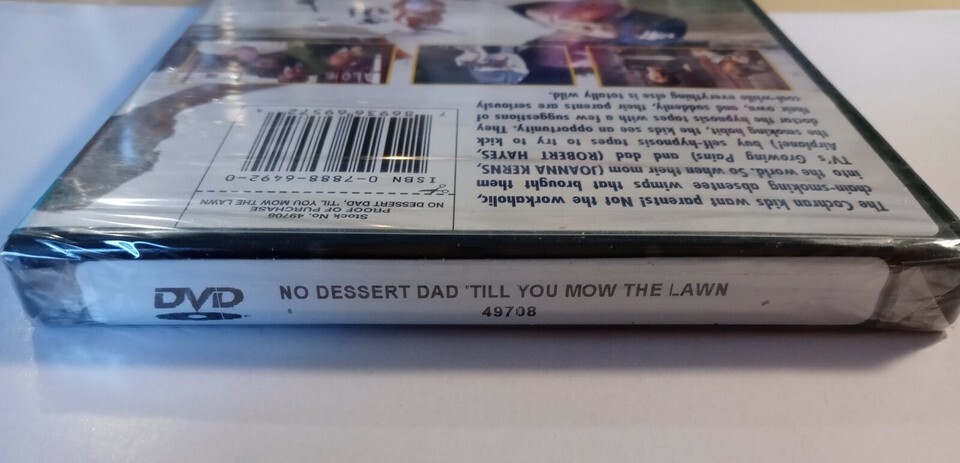 The Cochran kids want parents! Not the workaholic,
chain-smoking absentee wimps that brought them
into the world. So when their mom (JOANNA KERNS,
TV's Growing Pains) and dad (ROBERT HAYES,
Airplane!) buy self-hypnosis tapes to try to kick
the smoking habit, the kids see an opportunity. They
doctor the hypnosis tapes with a few suggestions of
their own, and suddenly, their parents are seriously
cool-while everything else is totally wild.
Stock No. 49708
PROOF OF PURCHASE
NO DESSERT DAD, 'TIL YOU MOW THE LAWN
ISBN 0-7888-6492-0
7 86936 69572 4
DVD NO DESSERT DAD 'TILL YOU MOW THE LAWN
49708